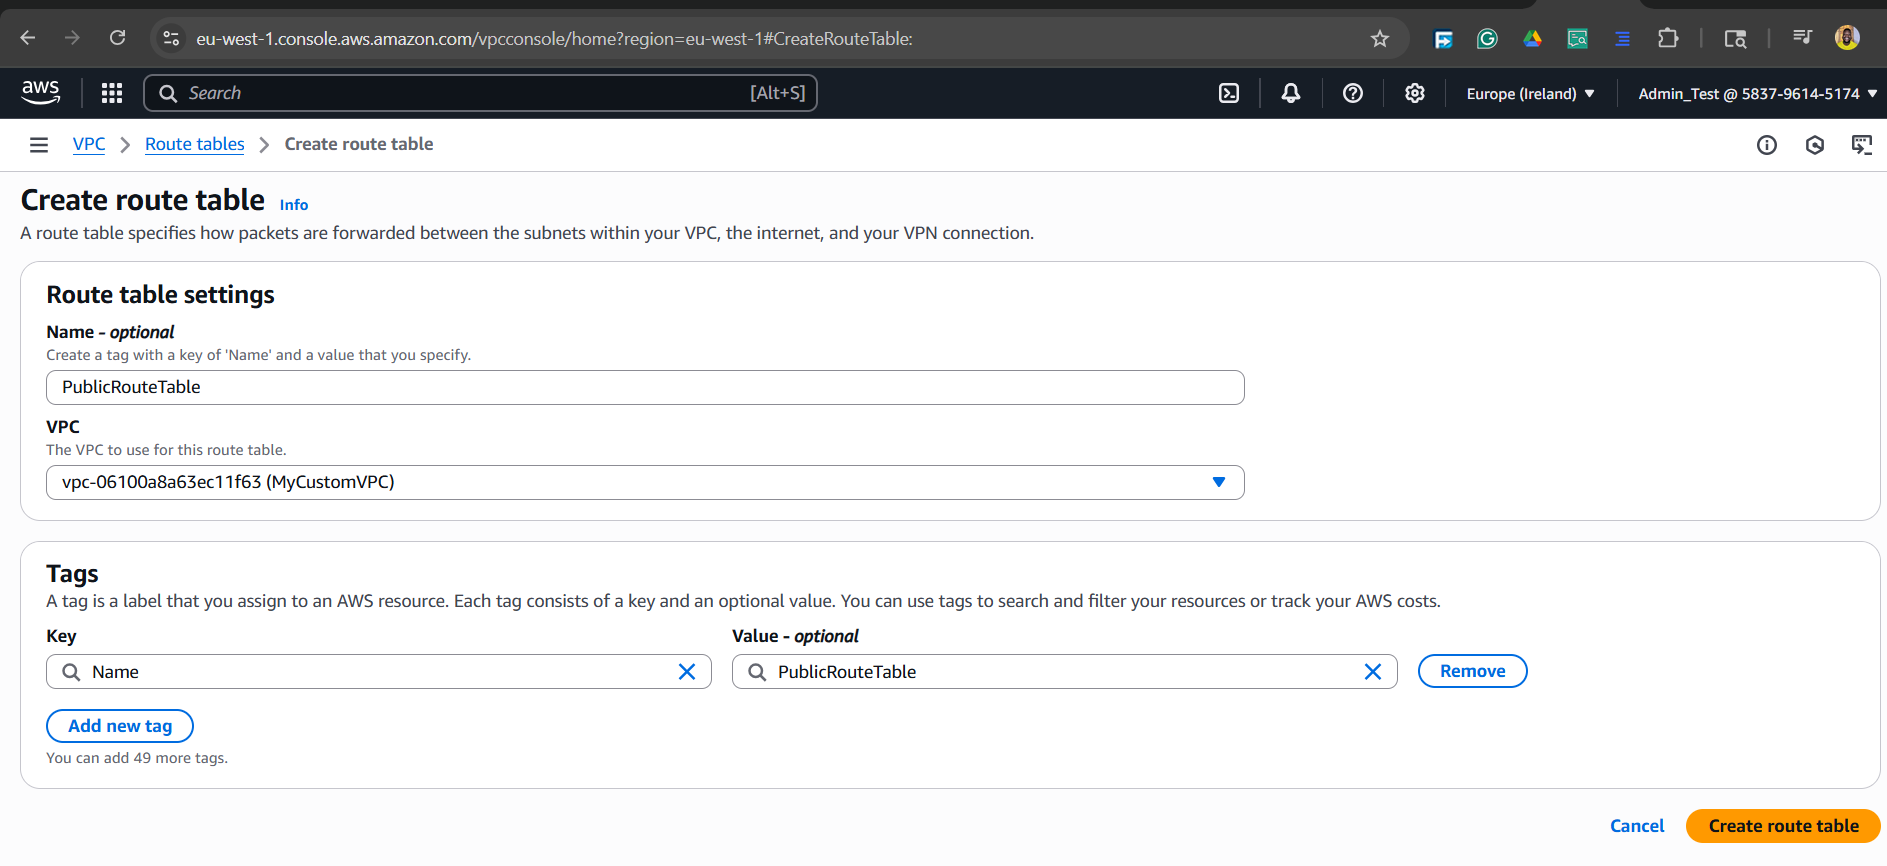 eu-west-1.console.aws.amazon.com/vpcconsole/home?region=eu-west-1#CreateRouteTable:
aws
Search
[Alt+S]
Europe (Ireland)
Admin_Test @ 5837-9614-5174
VPC
Route tables
Create route table
Create route table
Info
A route table specifies how packets are forwarded between the subnets within your VPC, the internet, and your VPN connection.
Route table settings
Name - optional
Create a tag with a key of 'Name' and a value that you specify.
PublicRouteTable
VPC
The VPC to use for this route table.
vpc-06100a8a63ec11f63 (MyCustomVPC)
Tags
A tag is a label that you assign to an AWS resource. Each tag consists of a key and an optional value. You can use tags to search and filter your resources or track your AWS costs.
Key
Value - optional
Name
PublicRouteTable
Remove
Add new tag
You can add 49 more tags.
Cancel
Create route table